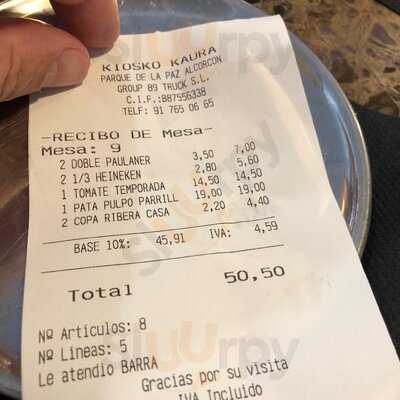 KIOSKO KAURA
PARQUE DE LA PAZ ALCORCON
GROUP 89 TRUCK S.L.
C.I.F.:B87556338
TELF: 91 765 06 65
-RECIBO DE Mesa-
Mesa: 9
2 DOBLE PAULANER 3,50 7,00
2 1/3 HEINEKEN 2,80 5,60
1 TOMATE TEMPORADA 14,50 14,50
1 PATA PULPO PARRILL 19,00 19,00
2 COPA RIBERA CASA 2,20 4,40
BASE 10%: 45,91 IVA: 4,59
Total 50,50
Nº Articulos: 8
Nº Lineas: 5
Le atendio BARRA
Gracias por su visita
IVA Incluido
sluurpy
sluurpy
sluurpy